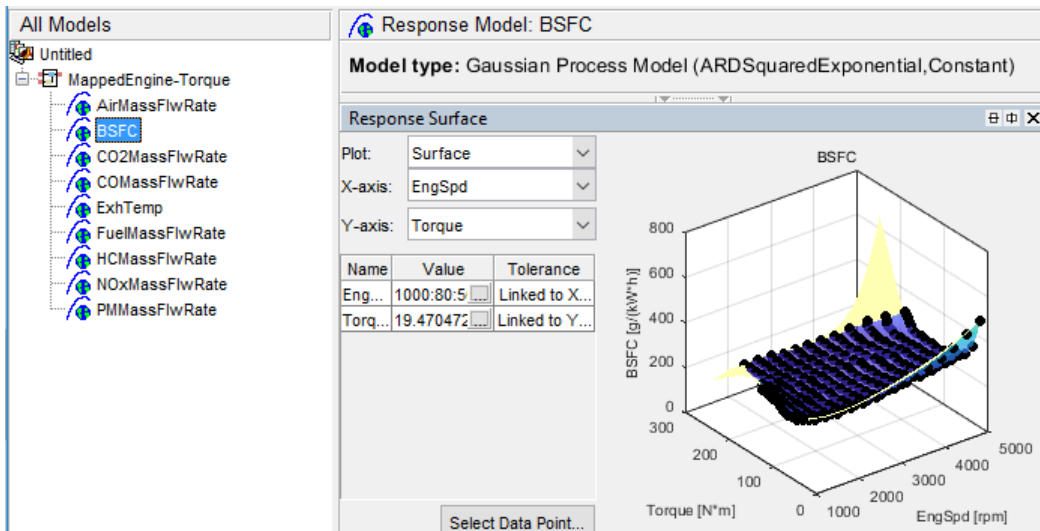 All Models
Untitled
MappedEngine-Torque
AirMassFlwRate
BSFC
CO2MassFlwRate
COMassFlwRate
ExhTemp
FuelMassFlwRate
HCMassFlwRate
NOxMassFlwRate
PMMassFlwRate
Response Model: BSFC
Model type: Gaussian Process Model (ARDSquaredExponential,Constant)
Response Surface
Plot: Surface
X-axis: EngSpd
Y-axis: Torque
Name Value Tolerance
Eng... 1000:80:5 ... Linked to X...
Torq... 19.470472 ... Linked to Y...
Select Data Point...
BSFC
800
600
400
200
0
BSFC [g/(kW*h)]
300
200
100
0
Torque [N*m]
1000
2000
3000
4000
5000
EngSpd [rpm]